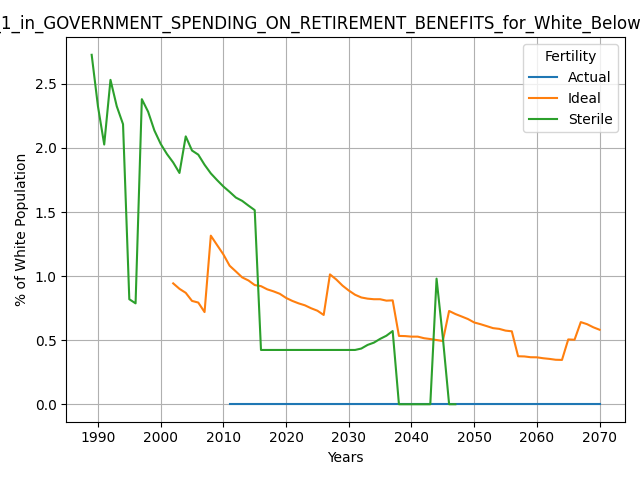 _1_in_GOVERNMENT_SPENDING_ON_RETIREMENT_BENEFITS_for_White_Below
Fertility
Actual
Ideal
Sterile
% of White Population
2.5
2.0
1.5
1.0
0.5
0.0
1990 2000 2010 2020 2030 2040 2050 2060 2070
Years